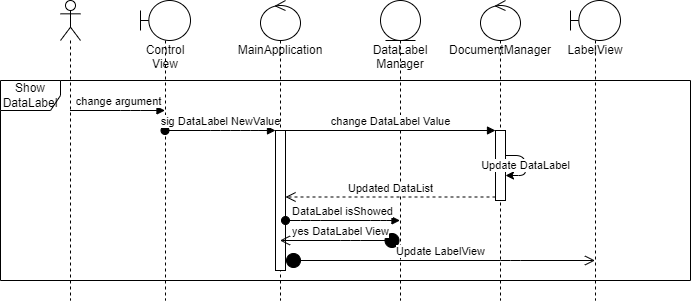 Control
View
MainApplication
DataLabel
Manager
DocumentManager
LabelView
Show
DataLabel
change argument
sig DataLabel NewValue
change DataLabel Value
Update DataLabel
Updated DataList
DataLabel isShowed
yes DataLabel View
Update LabelView